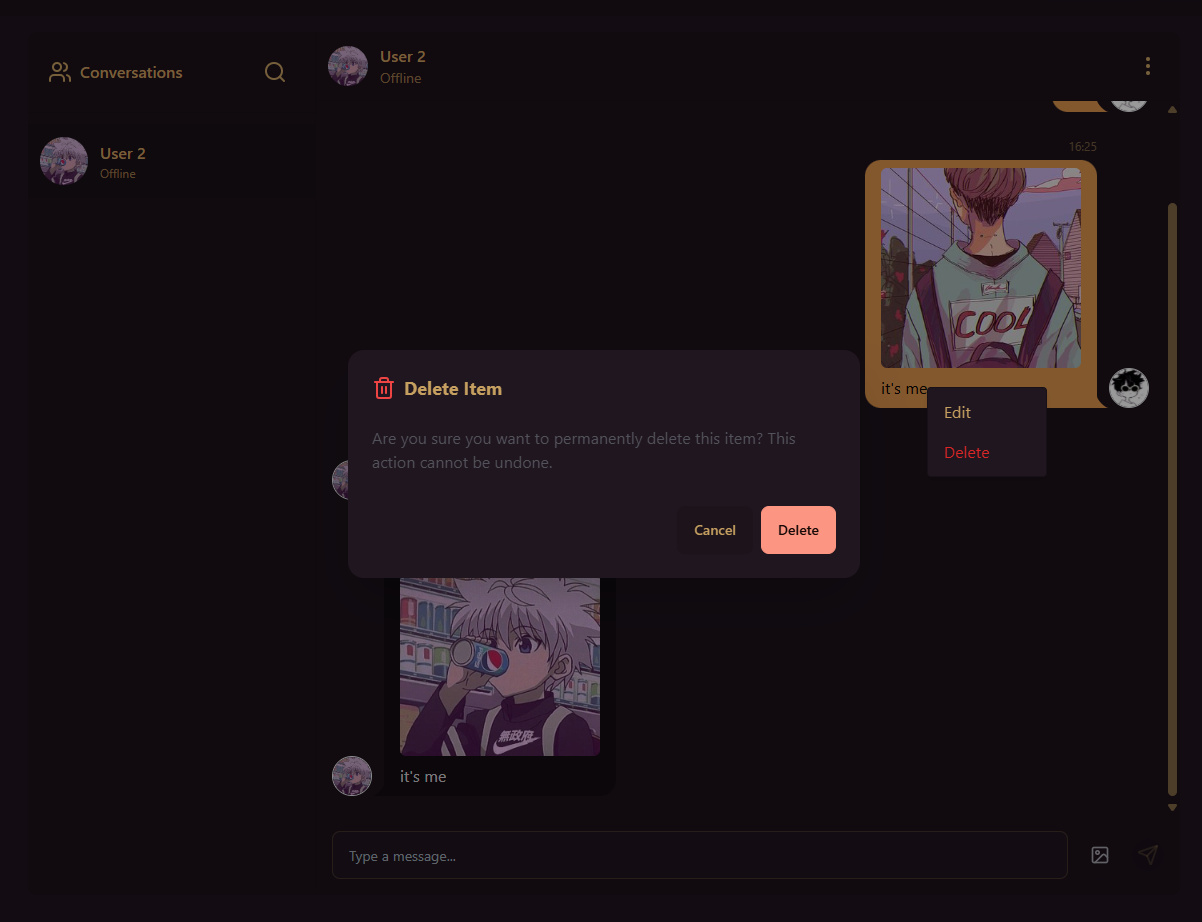 Conversations
User 2
Offline
User 2
Offline
16:25
COOL
it's me
Edit
Delete
Delete Item
Are you sure you want to permanently delete this item? This
action cannot be undone.
Cancel
Delete
無政府
it's me
Type a message...